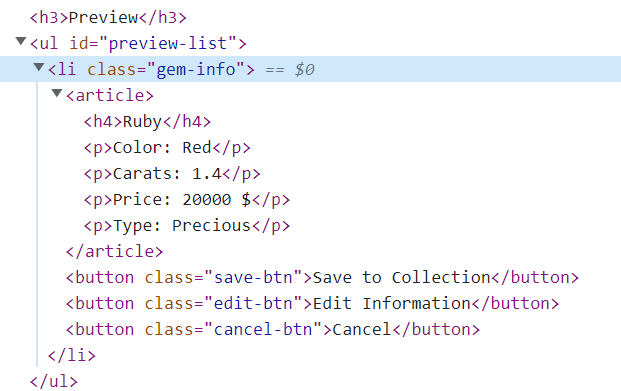 <h3>Preview</h3>
▼<ul id="preview-list">
▼<li class="gem-info"> == $0
▼<article>
<h4>Ruby</h4>
<p>Color: Red</p>
<p>Carats: 1.4</p>
<p>Price: 20000 $</p>
<p>Type: Precious</p>
</article>
<button class="save-btn">Save to Collection</button>
<button class="edit-btn">Edit Information</button>
<button class="cancel-btn">Cancel</button>
</li>
</ul>